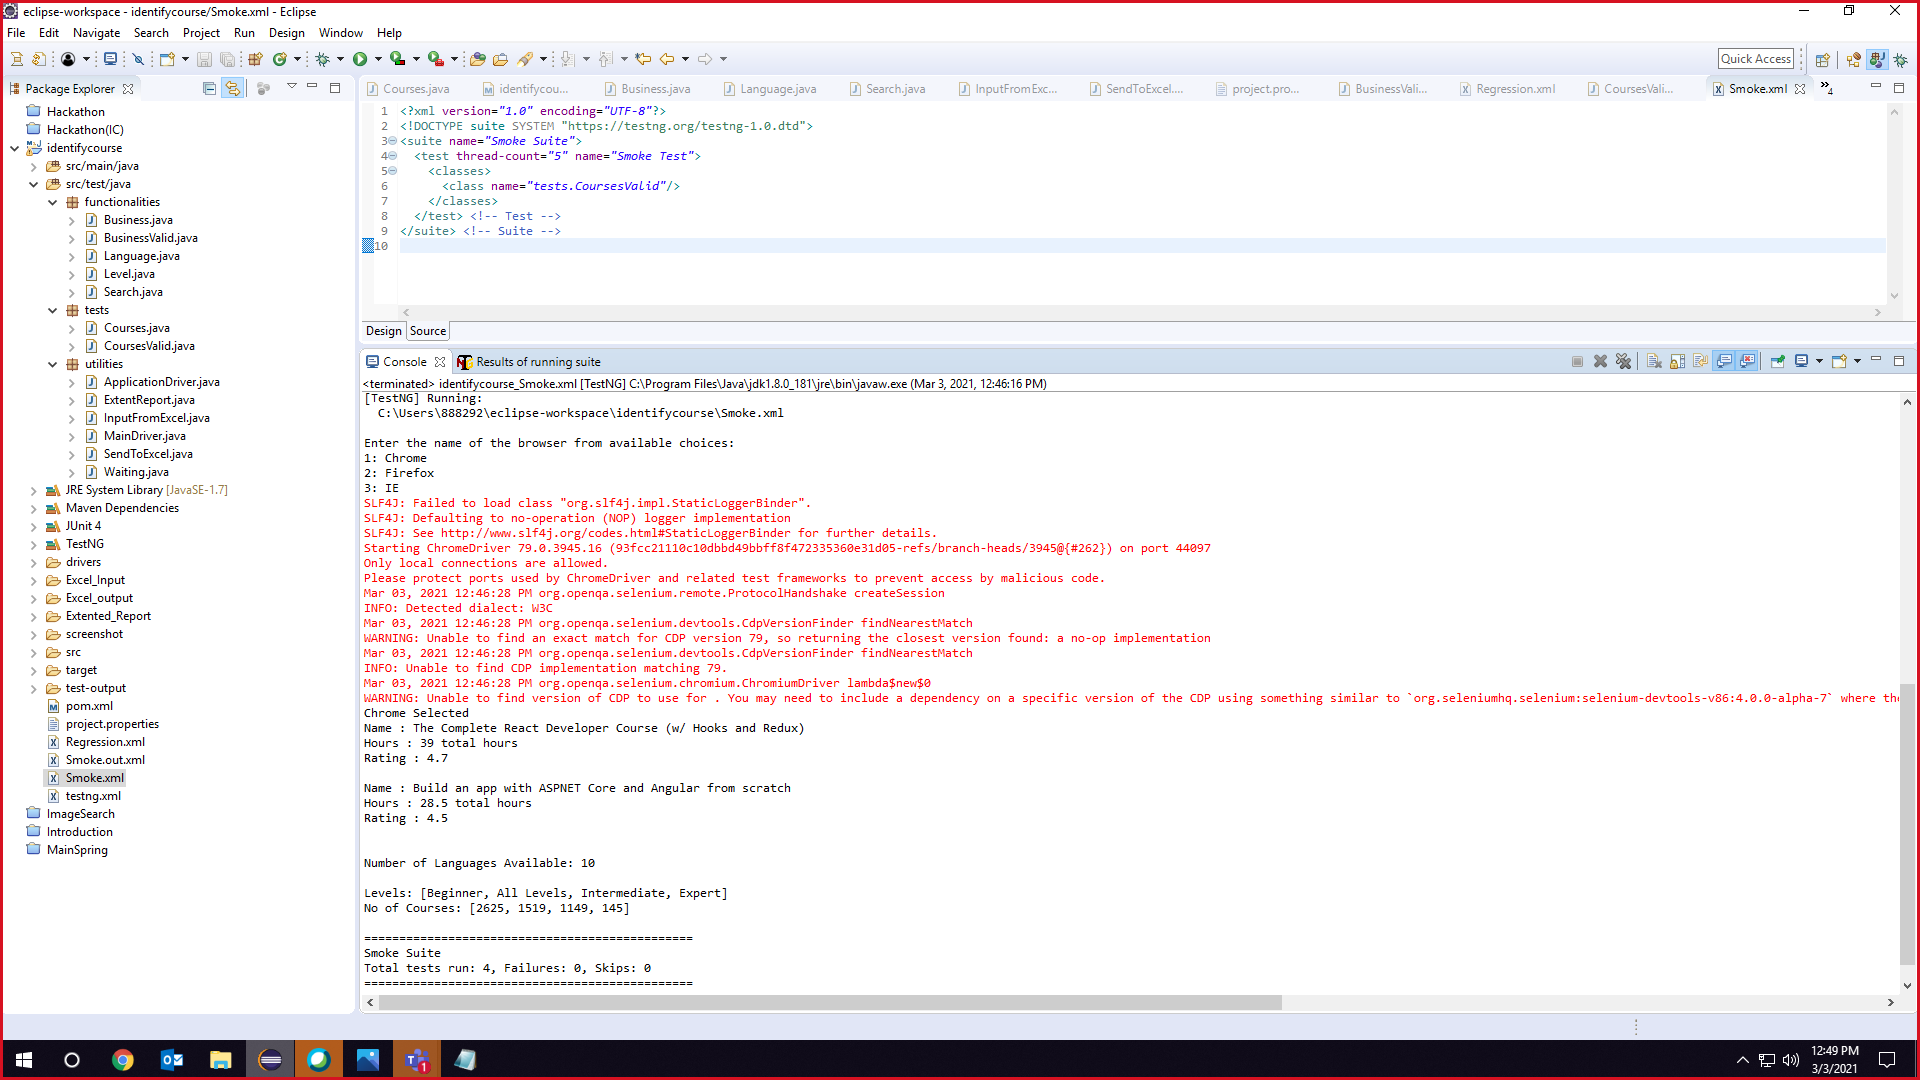 eclipse-workspace - identifycourse/Smoke.xml - Eclipse
File Edit Navigate Search Project Run Design Window Help
Quick Access
Package Explorer
Courses.java identifycou... Business.java Language.java Search.java InputFromExc... SendToExcel.... project.pro... BusinessVali... Regression.xml CoursesVali... Smoke.xml »4
Hackathon
Hackathon(IC)
identifycourse
src/main/java
src/test/java
functionalities
Business.java
BusinessValid.java
Language.java
Level.java
Search.java
tests
Courses.java
CoursesValid.java
utilities
ApplicationDriver.java
ExtentReport.java
InputFromExcel.java
MainDriver.java
SendToExcel.java
Waiting.java
JRE System Library [JavaSE-1.7]
Maven Dependencies
JUnit 4
TestNG
drivers
Excel_Input
Excel_output
Extented_Report
screenshot
src
target
test-output
pom.xml
project.properties
Regression.xml
Smoke.out.xml
Smoke.xml
testng.xml
ImageSearch
Introduction
MainSpring
1 <?xml version="1.0" encoding="UTF-8"?>
2 <!DOCTYPE suite SYSTEM "https://testng.org/testng-1.0.dtd">
3 <suite name="Smoke Suite">
4 <test thread-count="5" name="Smoke Test">
5 <classes>
6 <class name="tests.CoursesValid"/>
7 </classes>
8 </test> <!-- Test -->
9 </suite> <!-- Suite -->
10
Design Source
Console Results of running suite
<terminated> identifycourse_Smoke.xml [TestNG] C:\Program Files\Java\jdk1.8.0_181\jre\bin\javaw.exe (Mar 3, 2021, 12:46:16 PM)
[TestNG] Running:
C:\Users\888292\eclipse-workspace\identifycourse\Smoke.xml
Enter the name of the browser from available choices:
1: Chrome
2: Firefox
3: IE
SLF4J: Failed to load class "org.slf4j.impl.StaticLoggerBinder".
SLF4J: Defaulting to no-operation (NOP) logger implementation
SLF4J: See http://www.slf4j.org/codes.html#StaticLoggerBinder for further details.
Starting ChromeDriver 79.0.3945.16 (93fcc21110c10dbbd49bbff8f472335360e31d05-refs/branch-heads/3945@{#262}) on port 44097
Only local connections are allowed.
Please protect ports used by ChromeDriver and related test frameworks to prevent access by malicious code.
Mar 03, 2021 12:46:28 PM org.openqa.selenium.remote.ProtocolHandshake createSession
INFO: Detected dialect: W3C
Mar 03, 2021 12:46:28 PM org.openqa.selenium.devtools.CdpVersionFinder findNearestMatch
WARNING: Unable to find an exact match for CDP version 79, so returning the closest version found: a no-op implementation
Mar 03, 2021 12:46:28 PM org.openqa.selenium.devtools.CdpVersionFinder findNearestMatch
INFO: Unable to find CDP implementation matching 79.
Mar 03, 2021 12:46:28 PM org.openqa.selenium.chromium.ChromiumDriver lambda$new$0
WARNING: Unable to find version of CDP to use for . You may need to include a dependency on a specific version of the CDP using something similar to `org.seleniumhq.selenium:selenium-devtools-v86:4.0.0-alpha-7` where the
Chrome Selected
Name : The Complete React Developer Course (w/ Hooks and Redux)
Hours : 39 total hours
Rating : 4.7
Name : Build an app with ASPNET Core and Angular from scratch
Hours : 28.5 total hours
Rating : 4.5
Number of Languages Available: 10
Levels: [Beginner, All Levels, Intermediate, Expert]
No of Courses: [2625, 1519, 1149, 145]
===============================================
Smoke Suite
Total tests run: 4, Failures: 0, Skips: 0
===============================================
12:49 PM
3/3/2021